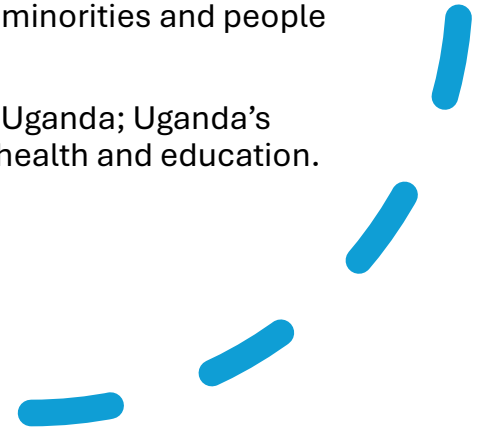 minorities and people
Uganda; Uganda’s
health and education.